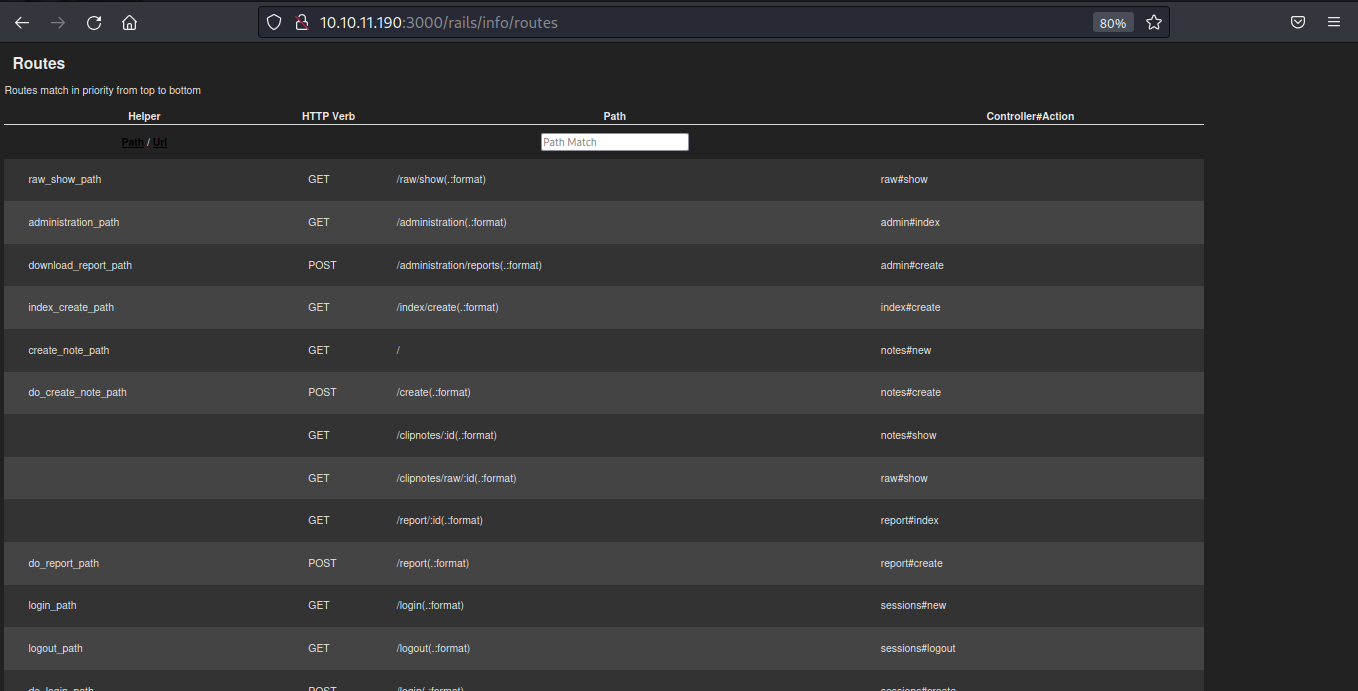 10.10.11.190:3000/rails/info/routes 80%
Routes
Routes match in priority from top to bottom
Helper HTTP Verb Path Controller#Action
Path / Url Path Match
raw_show_path GET /raw/show(.:format) raw#show
administration_path GET /administration(.:format) admin#index
download_report_path POST /administration/reports(.:format) admin#create
index_create_path GET /index/create(.:format) index#create
create_note_path GET / notes#new
do_create_note_path POST /create(.:format) notes#create
GET /clipnotes/:id(.:format) notes#show
GET /clipnotes/raw/:id(.:format) raw#show
GET /report/:id(.:format) report#index
do_report_path POST /report(.:format) report#create
login_path GET /login(.:format) sessions#new
logout_path GET /logout(.:format) sessions#logout
do_login_path POST /login(.:format) sessions#create